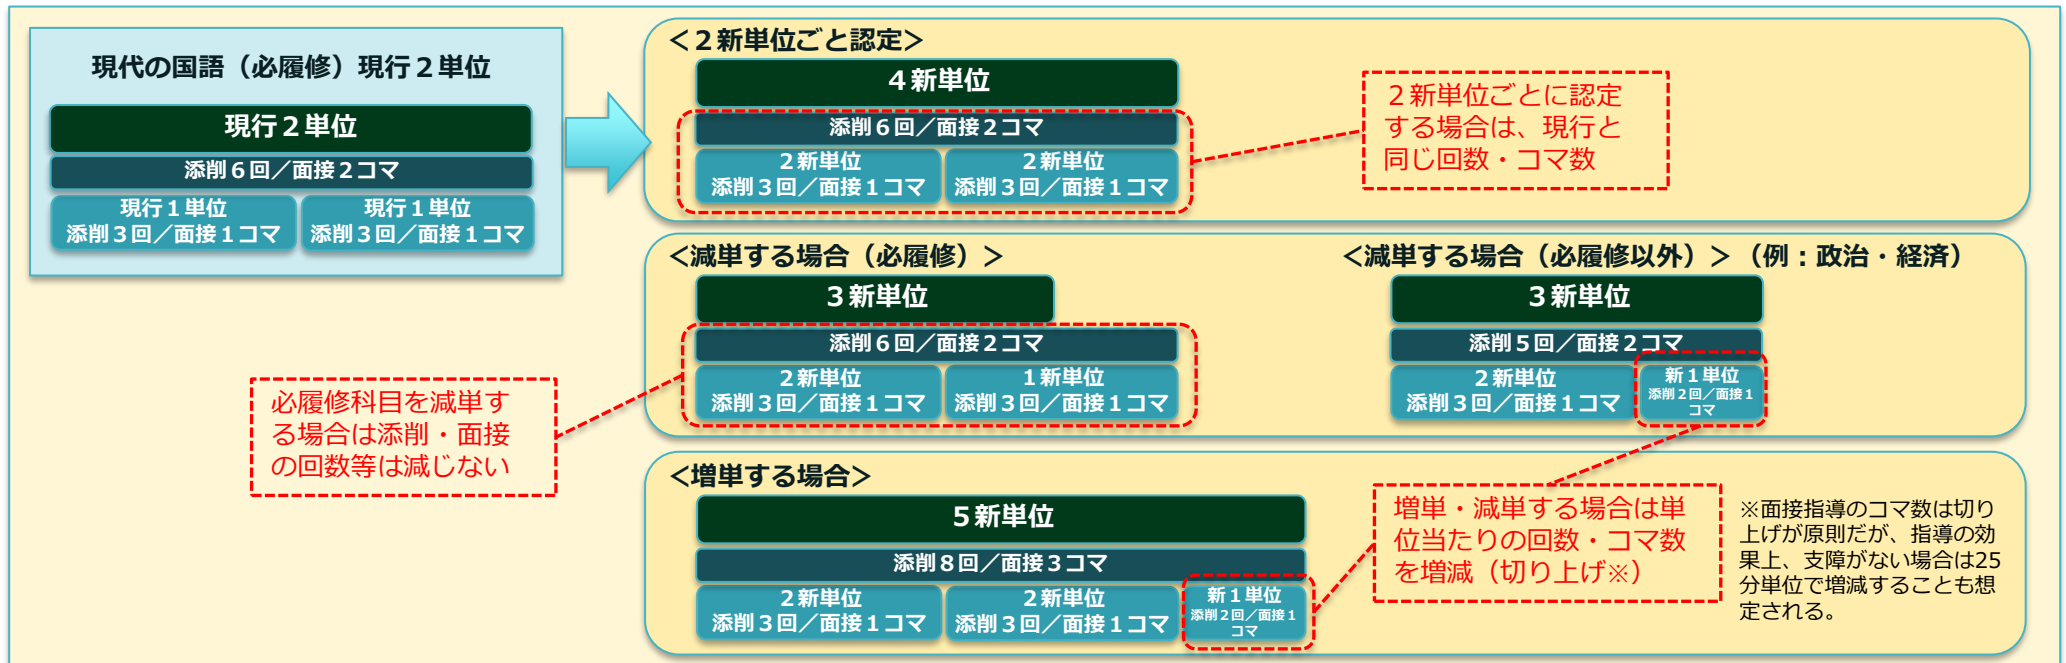 現代の国語（必履修）現行２単位
現行２単位
添削６回／面接２コマ
現行１単位
添削３回／面接１コマ
現行１単位
添削３回／面接１コマ
＜２新単位ごと認定＞
４新単位
添削６回／面接２コマ
２新単位
添削３回／面接１コマ
２新単位
添削３回／面接１コマ
２新単位ごとに認定
する場合は、現行と
同じ回数・コマ数
＜減単する場合（必履修）＞
３新単位
添削６回／面接２コマ
２新単位
添削３回／面接１コマ
１新単位
添削３回／面接１コマ
必履修科目を減単す
る場合は添削・面接
の回数等は減じない
＜減単する場合（必履修以外）＞（例：政治・経済）
３新単位
添削５回／面接２コマ
２新単位
添削３回／面接１コマ
新１単位
添削２回／面接１
コマ
＜増単する場合＞
５新単位
添削８回／面接３コマ
２新単位
添削３回／面接１コマ
２新単位
添削３回／面接１コマ
新１単位
添削２回／面接１
コマ
増単・減単する場合は単
位当たりの回数・コマ数
を増減（切り上げ※）
※面接指導のコマ数は切り
上げが原則だが、指導の効
果上、支障がない場合は25
分単位で増減することも想
定される。